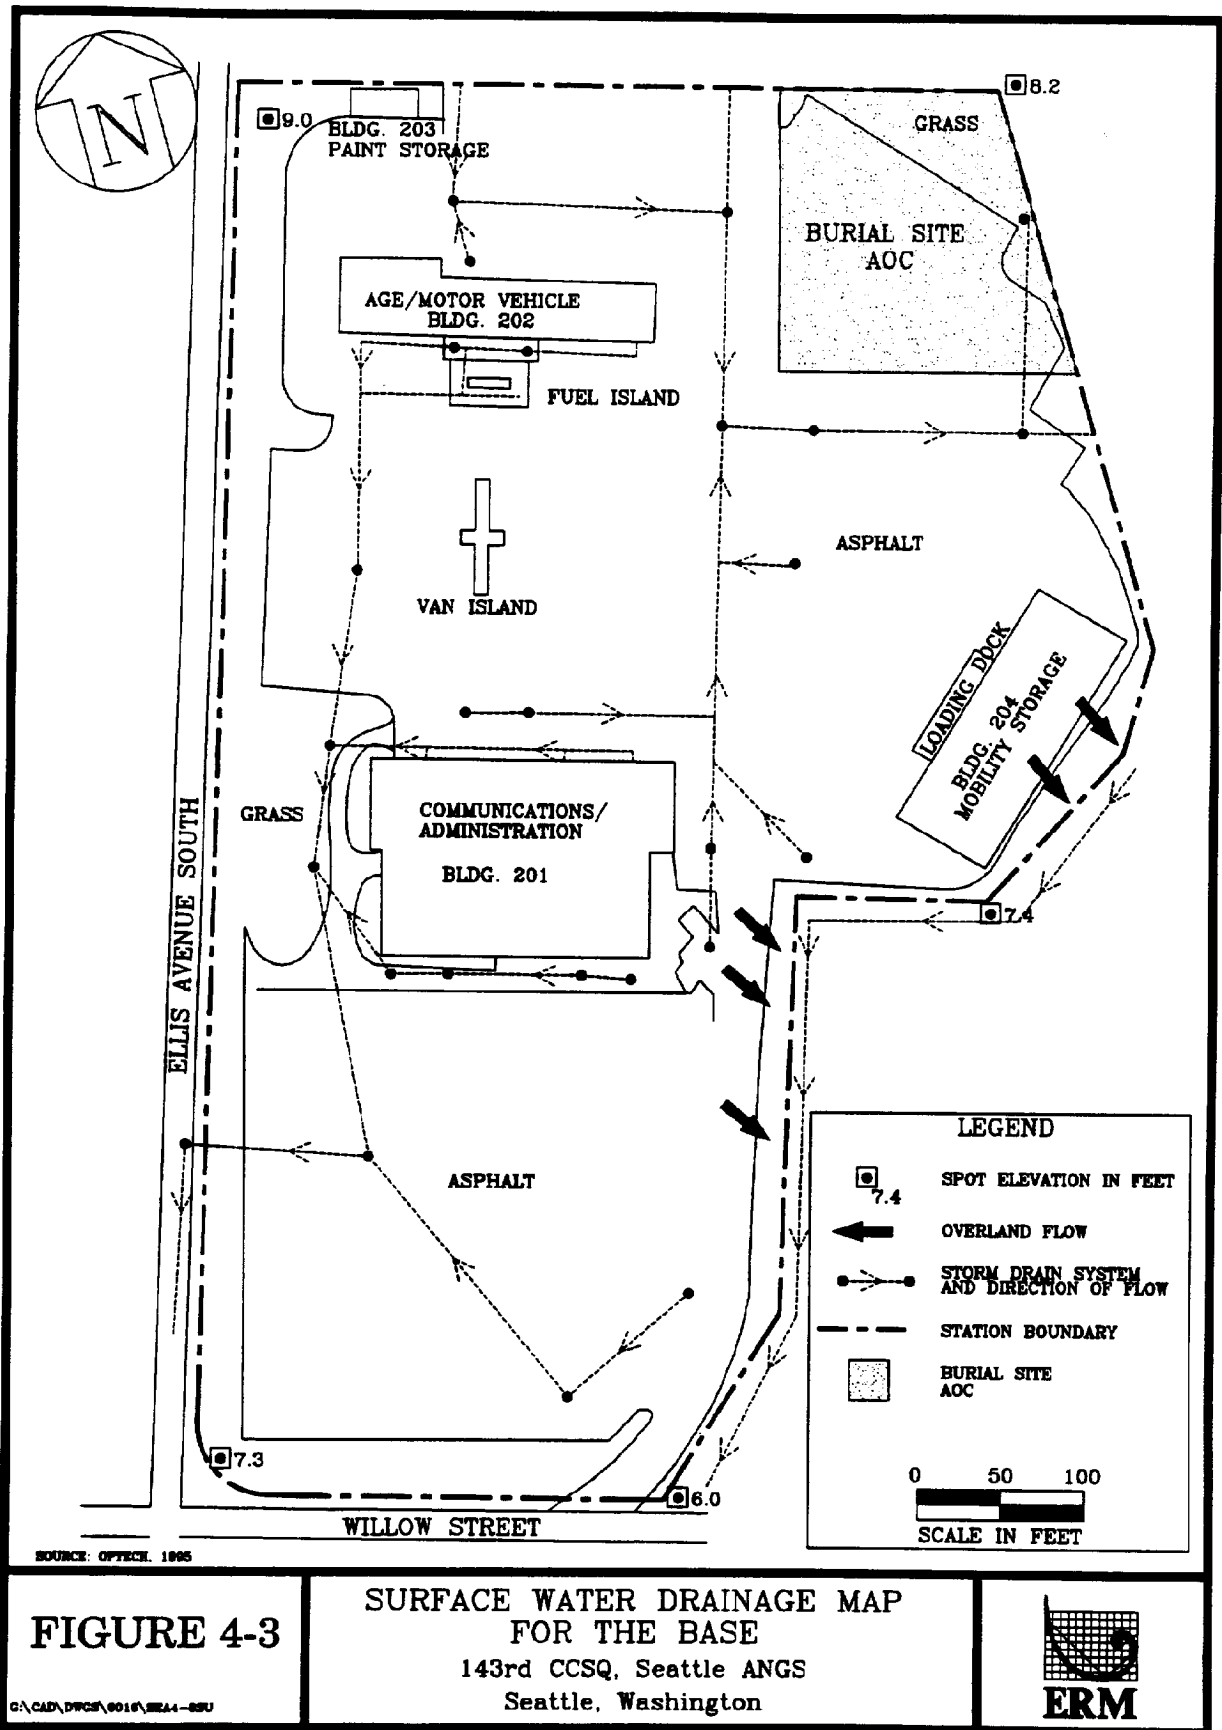 N
8.2
9.0
BLDG. 203
PAINT STORAGE
GRASS
BURIAL SITE
AOC
AGE/MOTOR VEHICLE
BLDG. 202
FUEL ISLAND
ASPHALT
VAN ISLAND
LOADING DOCK
BLDG. 204
MOBILITY STORAGE
GRASS
COMMUNICATIONS/
ADMINISTRATION
BLDG. 201
ELLIS AVENUE SOUTH
7.4
ASPHALT
LEGEND
7.4
SPOT ELEVATION IN FEET
OVERLAND FLOW
STORM DRAIN SYSTEM
AND DIRECTION OF FLOW
STATION BOUNDARY
BURIAL SITE
AOC
0 50 100
SCALE IN FEET
7.3
6.0
WILLOW STREET
SOURCE: OPTECH, 1995
FIGURE 4-3
SURFACE WATER DRAINAGE MAP
FOR THE BASE
143rd CCSQ, Seattle ANGS
Seattle, Washington
ERM